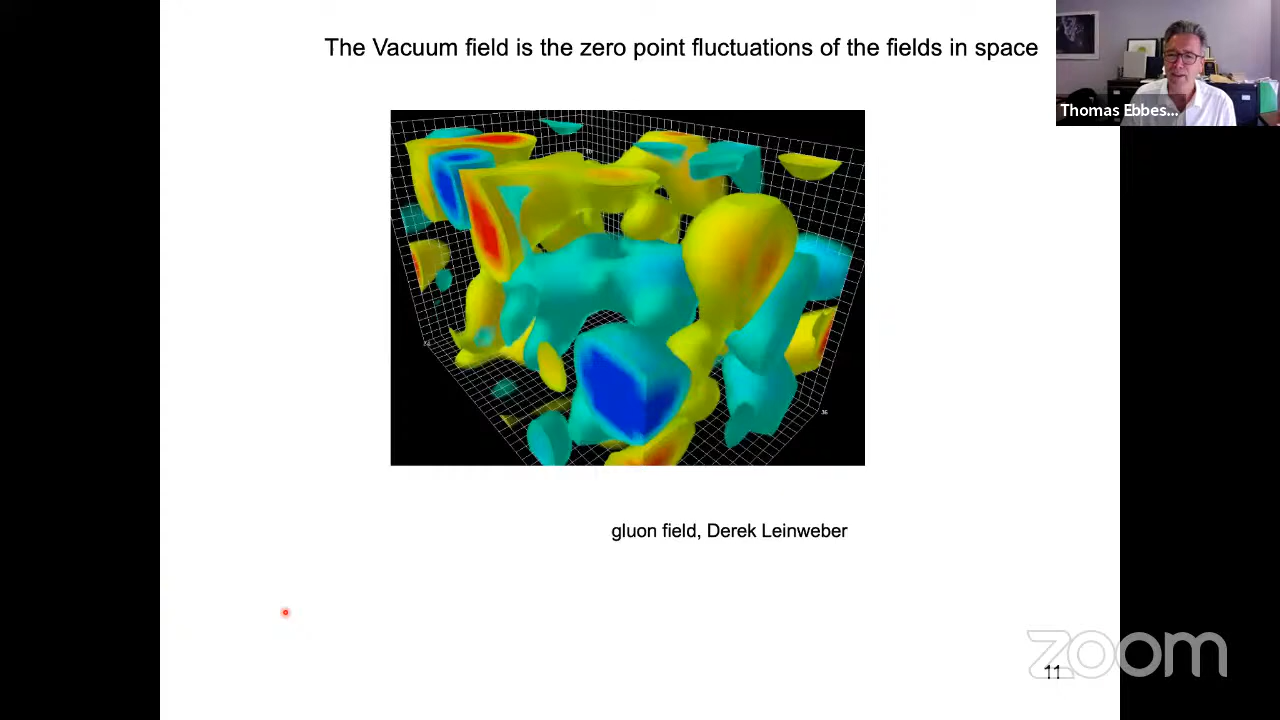 The Vacuum field is the zero point fluctuations of the fields in space
Thomas Ebbes...
36
gluon field, Derek Leinweber
zoom
11